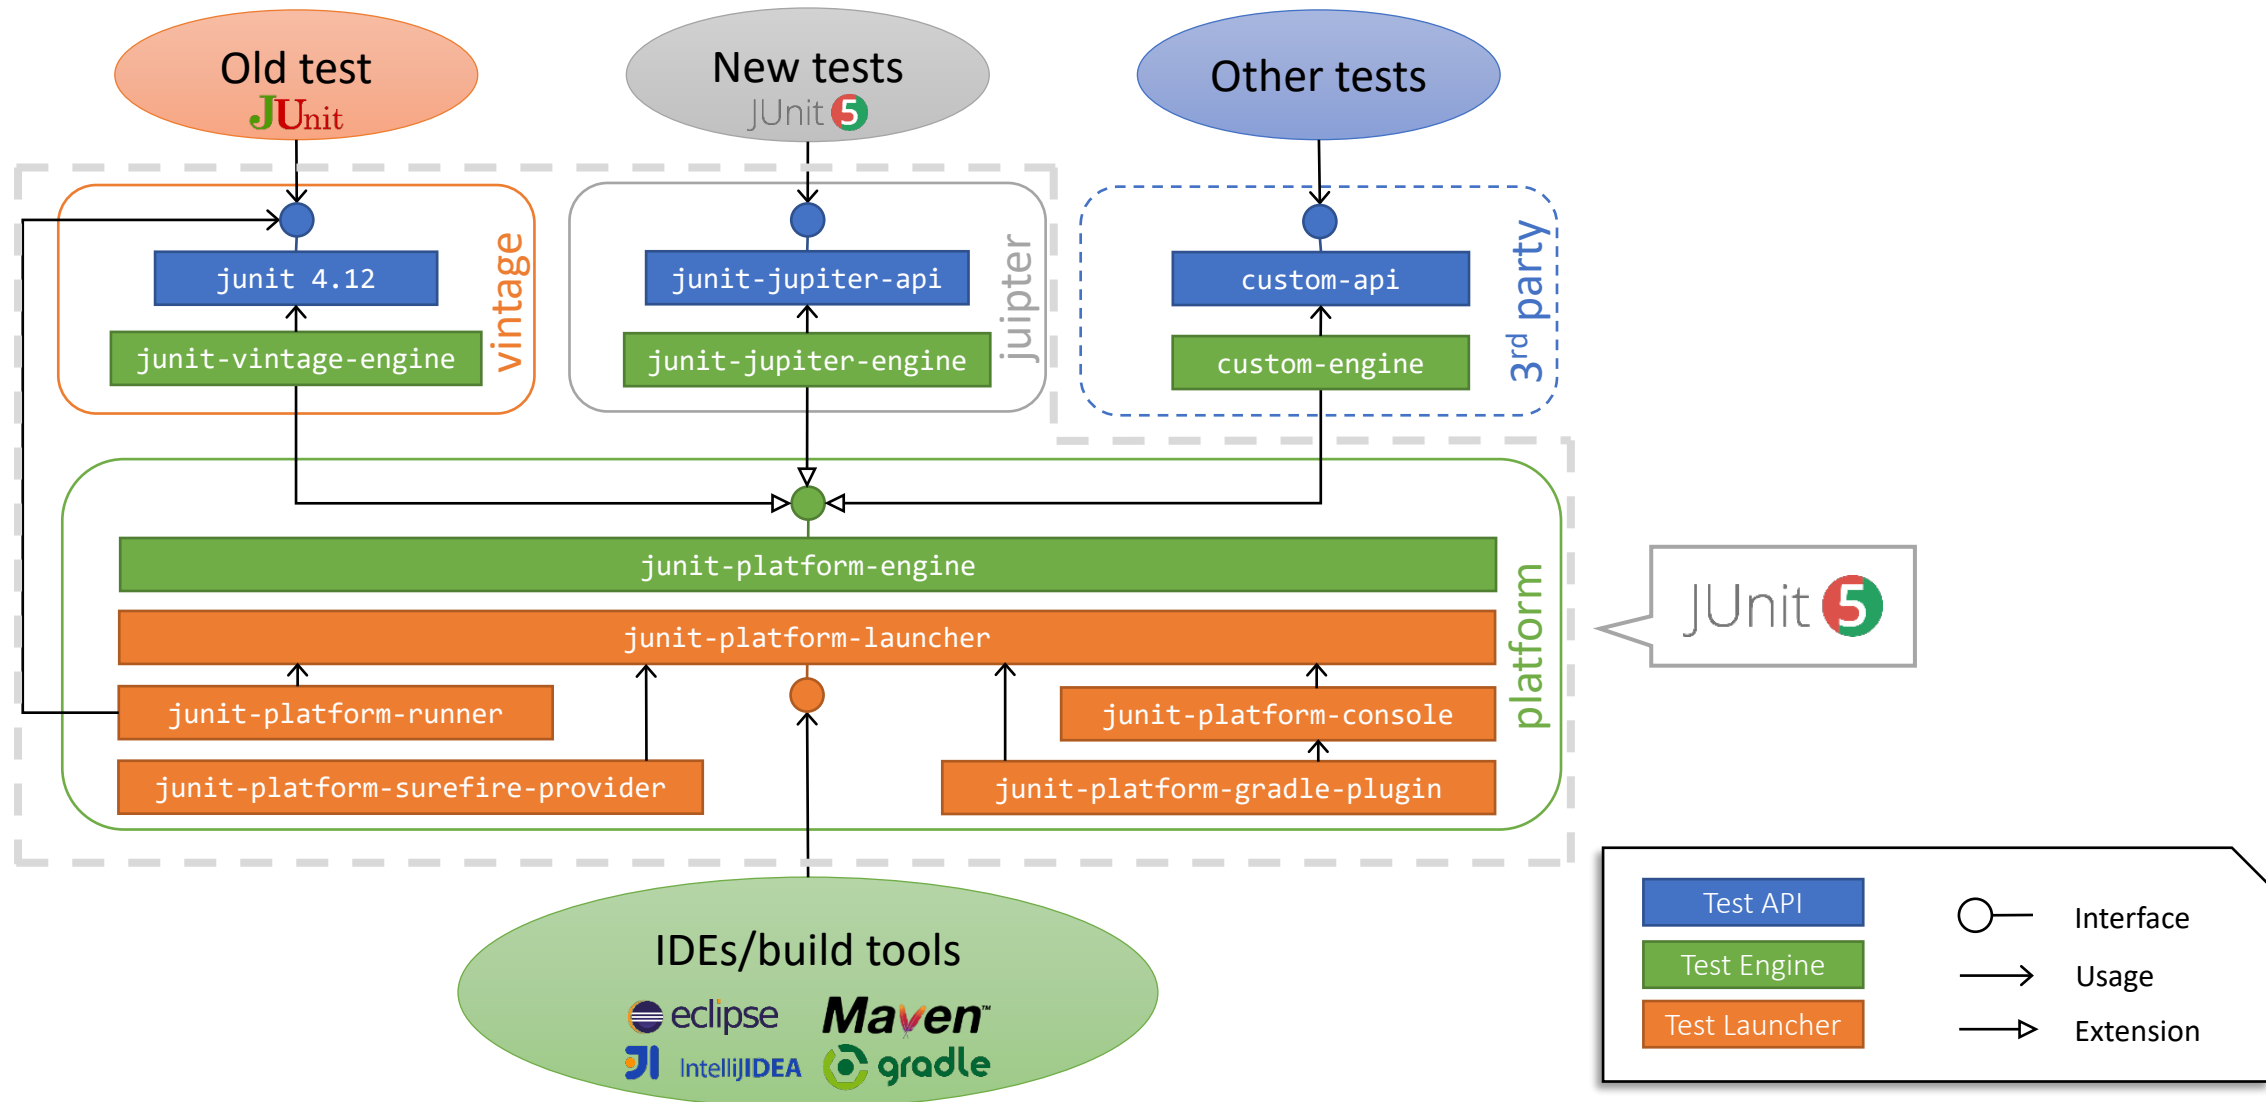 Old test
JUnit
New tests
JUnit 5
Other tests
junit 4.12
junit-vintage-engine
vintage
junit-jupiter-api
junit-jupiter-engine
juipter
custom-api
custom-engine
3rd party
junit-platform-engine
junit-platform-launcher
junit-platform-runner
junit-platform-console
junit-platform-surefire-provider
junit-platform-gradle-plugin
platform
JUnit 5
IDEs/build tools
eclipse
Maven™
IntelliJIDEA
gradle
Test API
Interface
Test Engine
Usage
Test Launcher
Extension